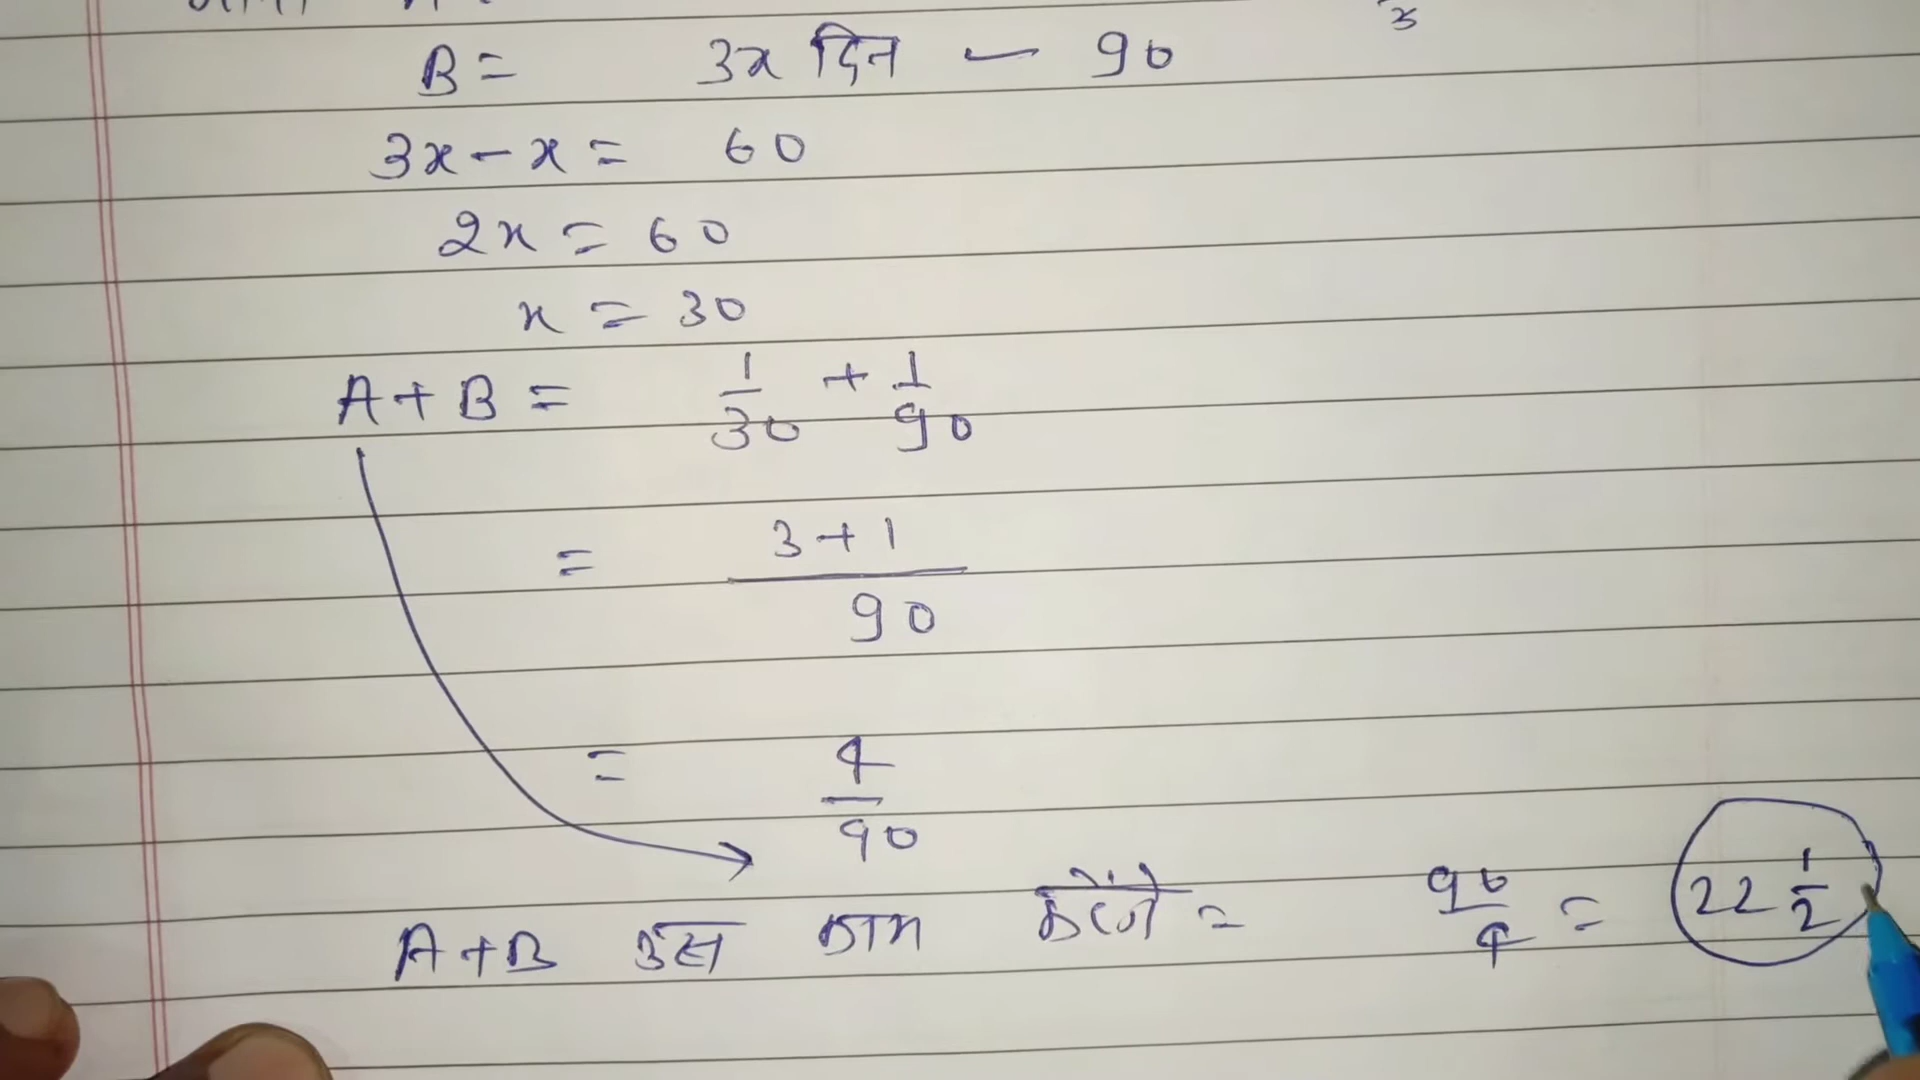 B = 3x दिन - 90
3x - x = 60
2x = 60
x = 30
A + B = 1/30 + 1/90
= 3 + 1 / 90
= 4/90
A + B उस काम करेंगे = 90/4 = 22 1/2